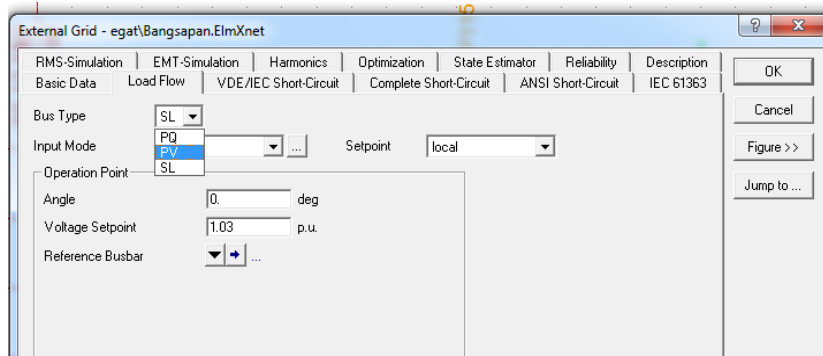 External Grid - egat\Bangsapan.ElmXnet
?
RMS-Simulation EMT-Simulation Harmonics Optimization State Estimator Reliability Description
Basic Data Load Flow VDE/IEC Short-Circuit Complete Short-Circuit ANSI Short-Circuit IEC 61363
OK
Cancel
Figure >>
Jump to ...
Bus Type SL
PQ
PV
SL
Input Mode ... Setpoint local
Operation Point
Angle 0. deg
Voltage Setpoint 1.03 p.u.
Reference Busbar ...